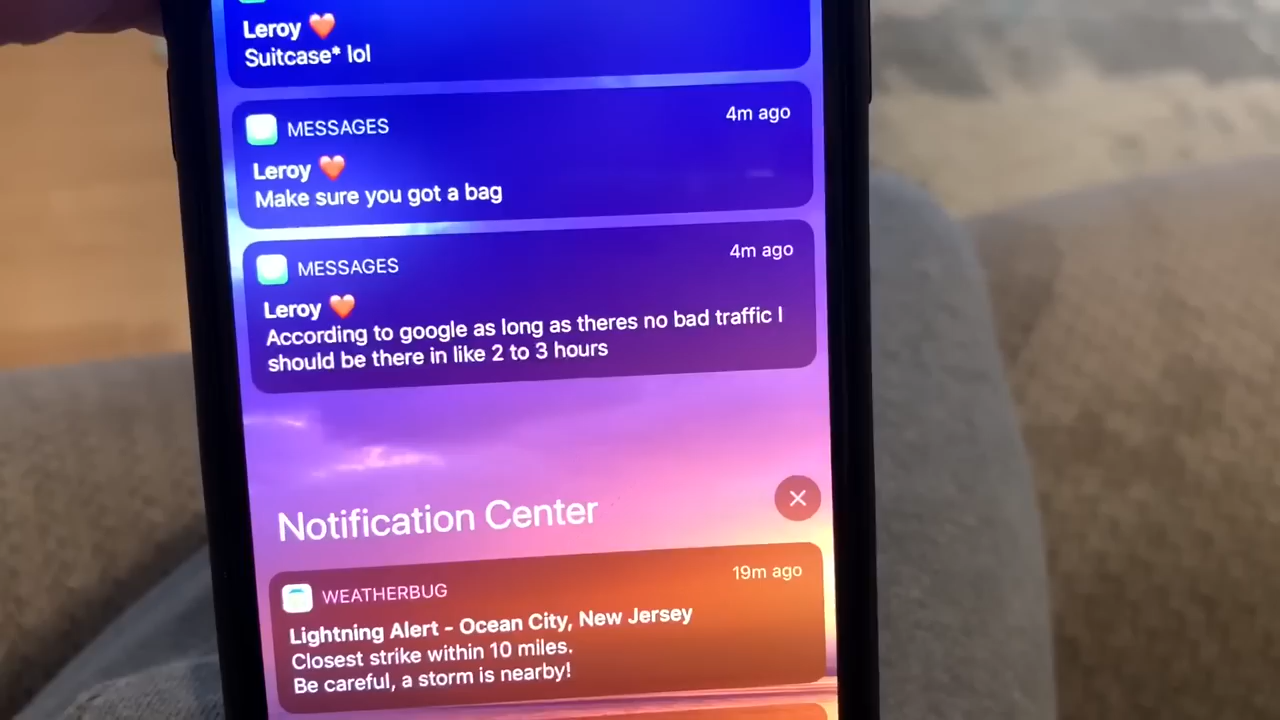 Leroy 🧡
Suitcase* lol
MESSAGES
4m ago
Leroy 🧡
Make sure you got a bag
MESSAGES
4m ago
Leroy 🧡
According to google as long as theres no bad traffic I
should be there in like 2 to 3 hours
Notification Center
WEATHERBUG
19m ago
Lightning Alert - Ocean City, New Jersey
Closest strike within 10 miles.
Be careful, a storm is nearby!